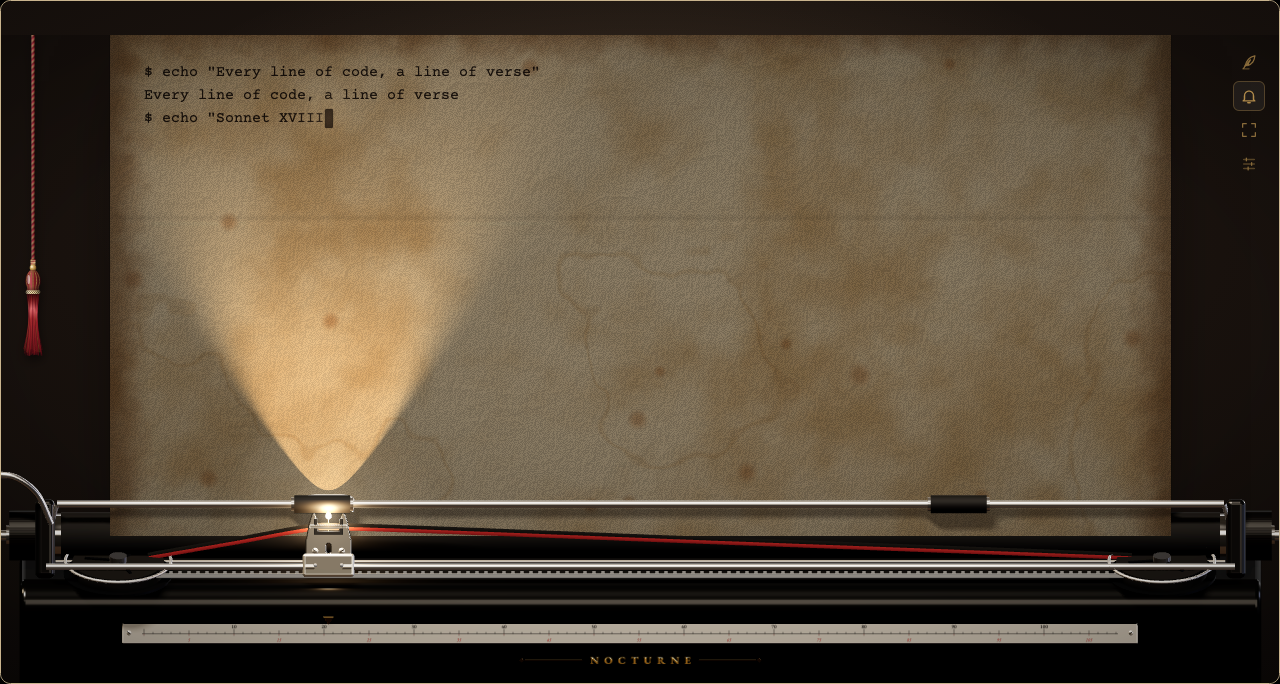 $ echo "Every line of code, a line of verse"
Every line of code, a line of verse
$ echo "Sonnet XVIII
NOCTURNE